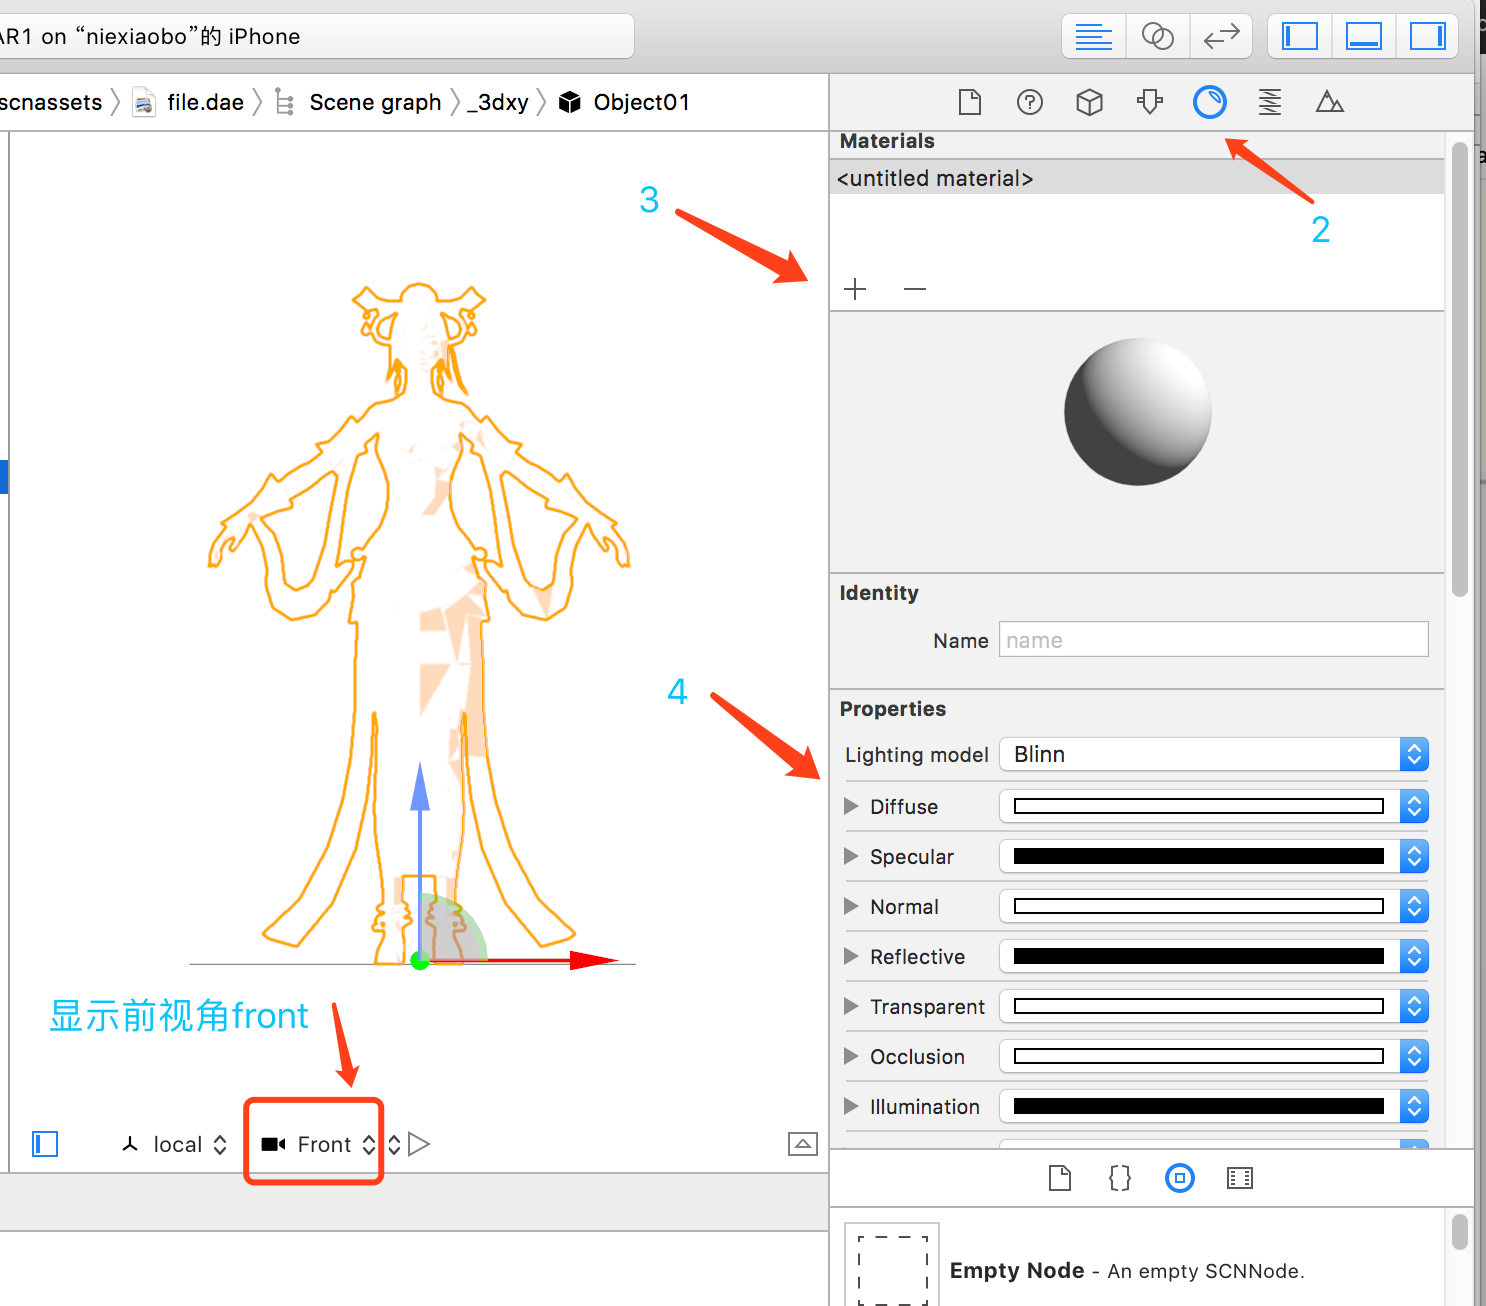 AR1 on “niexiaobo”的 iPhone
scnassets 〉 file.dae 〉 Scene graph 〉 _3dxy 〉 Object01
Materials
<untitled material>
3
2
Identity
Name name
4
Properties
Lighting model Blinn
Diffuse
Specular
Normal
Reflective
Transparent
Occlusion
Illumination
显示前视角front
local
Front
Empty Node - An empty SCNNode.